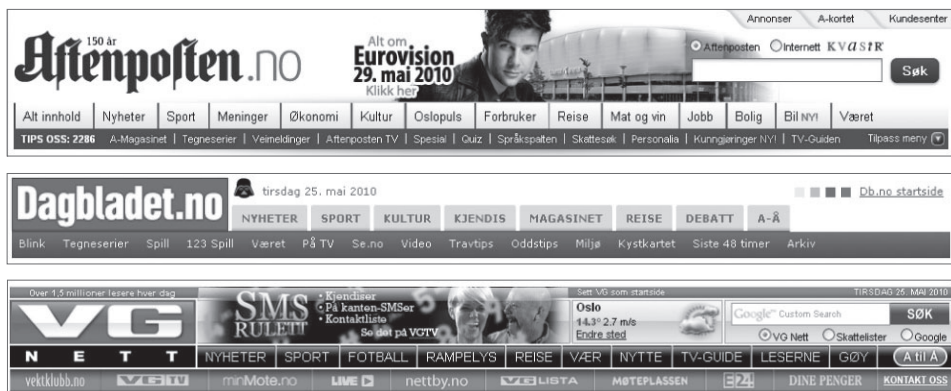 Annonser A-kortet Kundesenter
150 år
Aftenposten.no
Alt om
Eurovision
29. mai 2010
Klikk her
Aftenposten Internett KVASIR
Søk
Alt innhold Nyheter Sport Meninger Økonomi Kultur Oslopuls Forbruker Reise Mat og vin Jobb Bolig Bil NY! Været
TIPS OSS: 2286 A-Magasinet Tegneserier Veimeldinger Aftenposten TV Spesial Quiz Språkspalten Skattesøk Personalia Kunngjøringer NY! TV-Guiden Tilpass meny
Dagbladet.no
tirsdag 25. mai 2010
Db.no startside
NYHETER SPORT KULTUR KJENDIS MAGASINET REISE DEBATT A-Å
Blink Tegneserier Spill 123 Spill Været På TV Se.no Video Travtips Oddstips Miljø Kystkartet Siste 48 timer Arkiv
Over 1,5 millioner lesere hver dag
Sett VG som startside
TIRSDAG 25. MAI 2010
VG
SMS
RULETT
• Kjendiser
• På kanten-SMSer
• Kontaktliste
Se det på VGTV
Oslo
14.3° 2.7 m/s
Endre sted
Google™ Custom Search
SØK
VG Nett Skattelister Google
NETT NYHETER SPORT FOTBALL RAMPELYS REISE VÆR NYTTE TV-GUIDE LESERNE GØY A til Å
vektklubb.no VG TV minMote.no LIVE nettby.no VG LISTA MØTEPLASSEN E24 DINE PENGER KONTAKT OSS